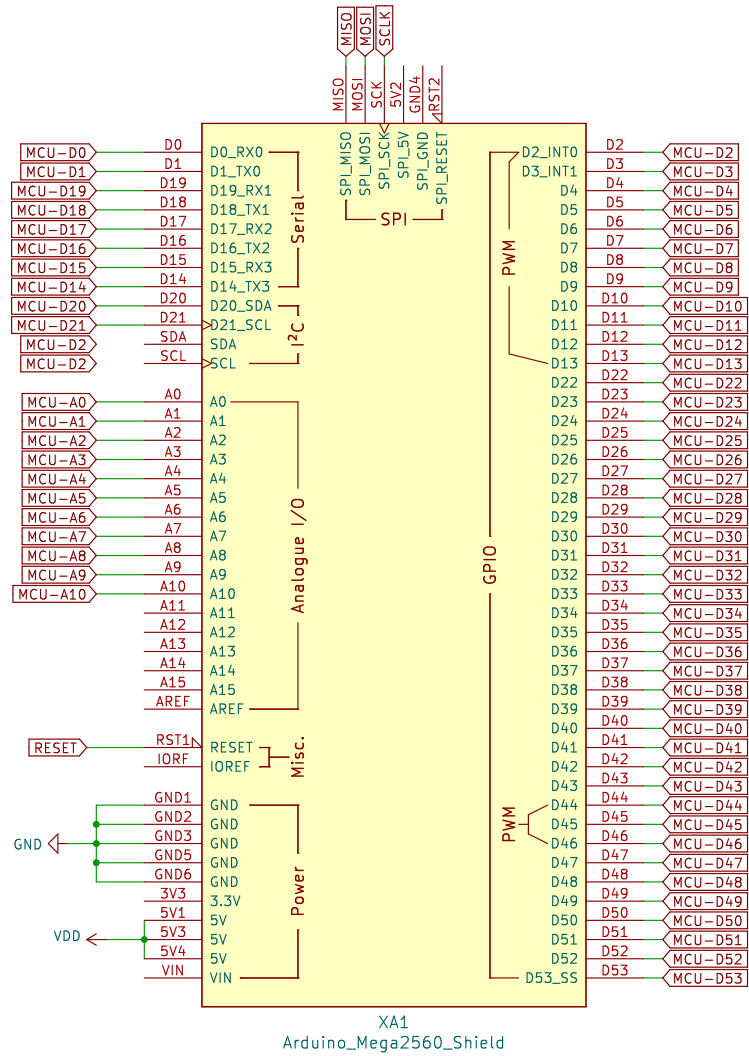 MISO MOSI SCLK
MISO MOSI SCK 5V2 GND4 RST2
SPI_MISO SPI_MOSI SPI_SCK SPI_5V SPI_GND SPI_RESET
SPI
MCU-D0 D0 D0_RX0
MCU-D1 D1 D1_TX0
MCU-D19 D19 D19_RX1
MCU-D18 D18 D18_TX1
MCU-D17 D17 D17_RX2
MCU-D16 D16 D16_TX2
MCU-D15 D15 D15_RX3
MCU-D14 D14 D14_TX3
Serial
MCU-D20 D20 D20_SDA
MCU-D21 D21 D21_SCL
MCU-D2 SDA SDA
MCU-D2 SCL SCL
I²C
MCU-A0 A0 A0
MCU-A1 A1 A1
MCU-A2 A2 A2
MCU-A3 A3 A3
MCU-A4 A4 A4
MCU-A5 A5 A5
MCU-A6 A6 A6
MCU-A7 A7 A7
MCU-A8 A8 A8
MCU-A9 A9 A9
MCU-A10 A10 A10
A11 A11
A12 A12
A13 A13
A14 A14
A15 A15
AREF AREF
Analogue I/O
RESET RST1 RESET
IORF IOREF
Misc.
GND1 GND
GND2 GND
GND GND3 GND
GND5 GND
GND6 GND
3V3 3.3V
5V1 5V
VDD 5V3 5V
5V4 5V
VIN VIN
Power
D2_INT0 D2 MCU-D2
D3_INT1 D3 MCU-D3
D4 D4 MCU-D4
D5 D5 MCU-D5
D6 D6 MCU-D6
D7 D7 MCU-D7
D8 D8 MCU-D8
D9 D9 MCU-D9
D10 D10 MCU-D10
D11 D11 MCU-D11
D12 D12 MCU-D12
D13 D13 MCU-D13
PWM
D22 D22 MCU-D22
D23 D23 MCU-D23
D24 D24 MCU-D24
D25 D25 MCU-D25
D26 D26 MCU-D26
D27 D27 MCU-D27
D28 D28 MCU-D28
D29 D29 MCU-D29
D30 D30 MCU-D30
D31 D31 MCU-D31
D32 D32 MCU-D32
D33 D33 MCU-D33
D34 D34 MCU-D34
D35 D35 MCU-D35
D36 D36 MCU-D36
D37 D37 MCU-D37
D38 D38 MCU-D38
D39 D39 MCU-D39
D40 D40 MCU-D40
D41 D41 MCU-D41
D42 D42 MCU-D42
D43 D43 MCU-D43
D44 D44 MCU-D44
D45 D45 MCU-D45
D46 D46 MCU-D46
PWM
D47 D47 MCU-D47
D48 D48 MCU-D48
D49 D49 MCU-D49
D50 D50 MCU-D50
D51 D51 MCU-D51
D52 D52 MCU-D52
D53_SS D53 MCU-D53
GPIO
XA1
Arduino_Mega2560_Shield